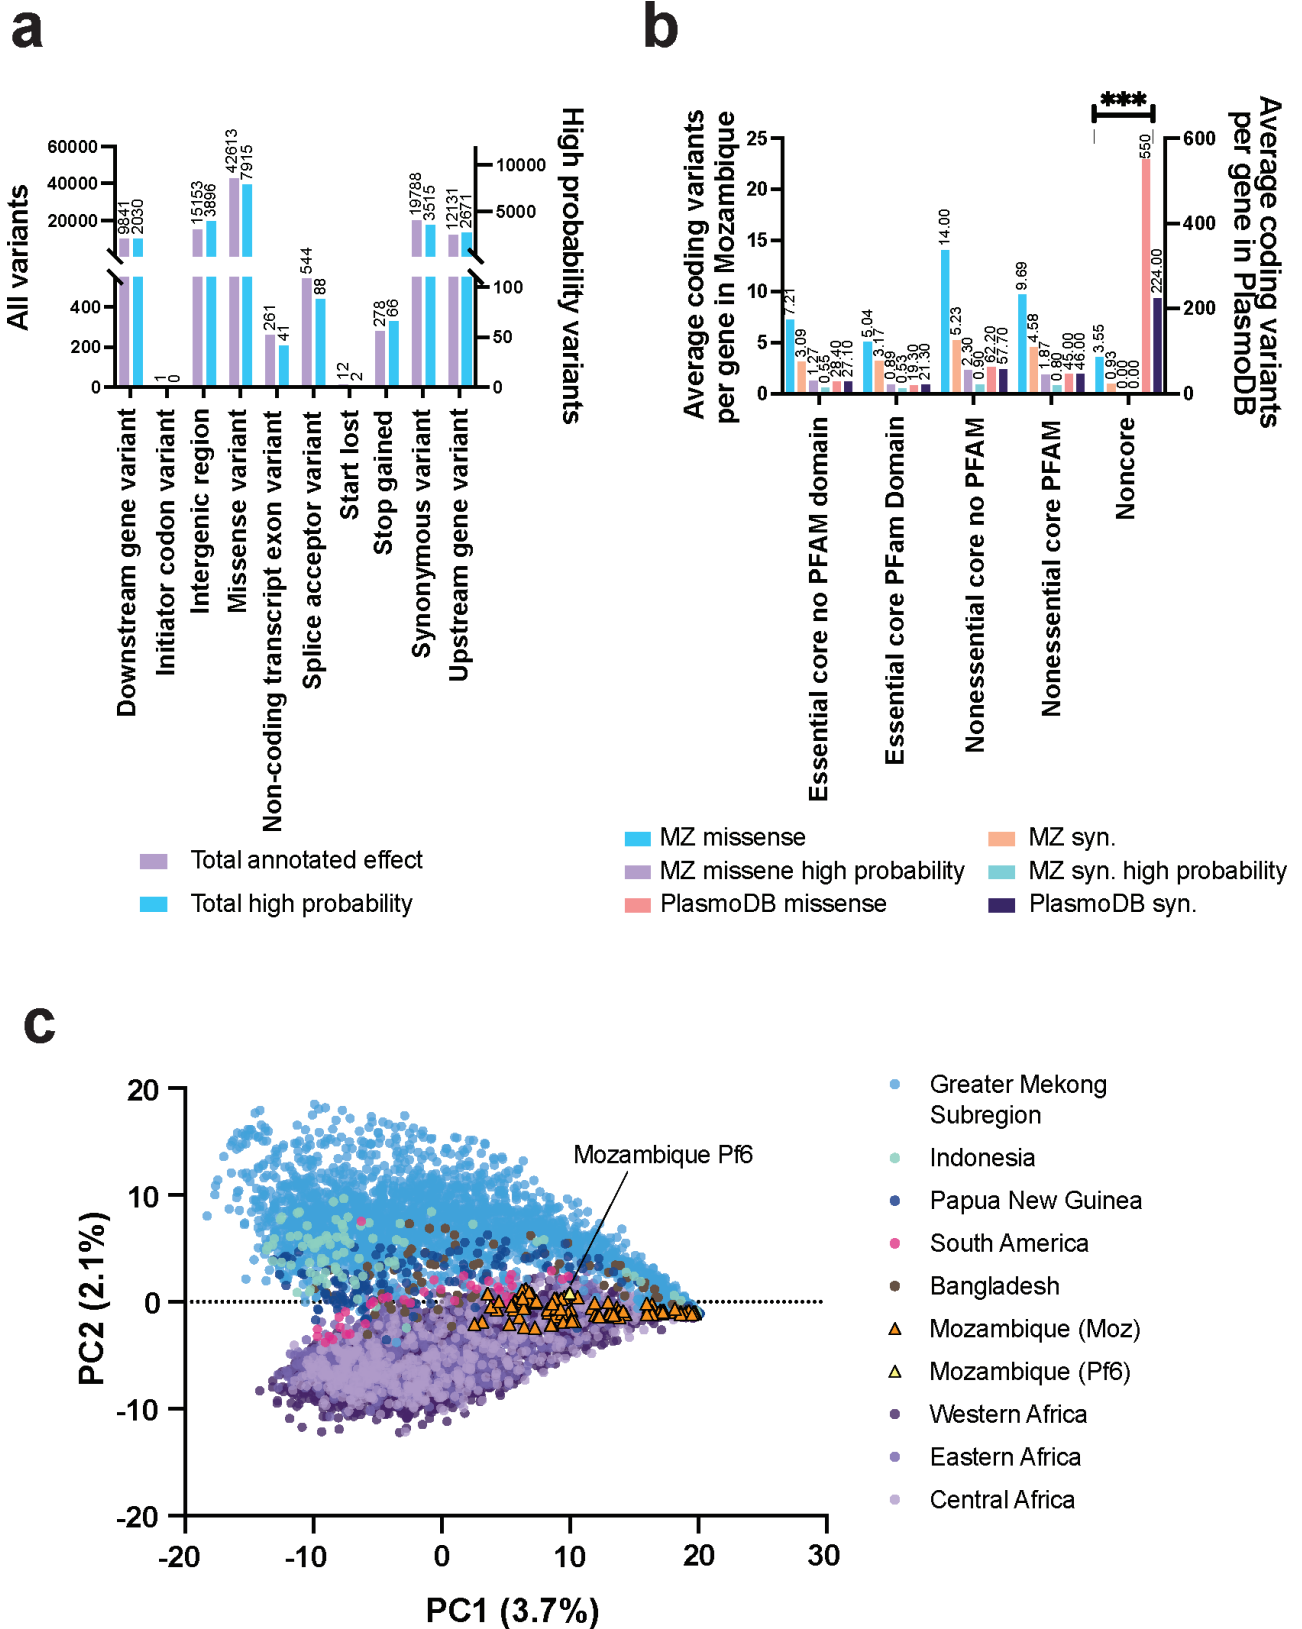 a
All variants
High probability variants
60000
40000
20000
400
200
0
10000
5000
100
50
0
9841
2030
1
0
15153
3896
42613
7915
261
41
544
88
12
2
278
66
19788
3515
12131
2671
Downstream gene variant
Initiator codon variant
Intergenic region
Missense variant
Non-coding transcript exon variant
Splice acceptor variant
Start lost
Stop gained
Synonymous variant
Upstream gene variant
Total annotated effect
Total high probability
b
Average coding variants
per gene in Mozambique
Average coding variants
per gene in PlasmoDB
25
20
15
10
5
0
600
400
200
0
***
7.21
3.09
1.27
0.55
28.40
27.10
5.04
3.17
0.89
0.53
19.30
21.30
14.00
5.23
2.30
0.90
62.20
57.70
9.69
4.58
1.87
0.80
45.00
46.00
3.55
0.93
0.00
0.00
550
224.00
Essential core no PFAM domain
Essential core PFam Domain
Nonessential core no PFAM
Nonessential core PFAM
Noncore
MZ missense
MZ syn.
MZ missene high probability
MZ syn. high probability
PlasmoDB missense
PlasmoDB syn.
c
PC2 (2.1%)
20
10
0
-10
-20
-20
-10
0
10
20
30
PC1 (3.7%)
Mozambique Pf6
Greater Mekong
Subregion
Indonesia
Papua New Guinea
South America
Bangladesh
Mozambique (Moz)
Mozambique (Pf6)
Western Africa
Eastern Africa
Central Africa